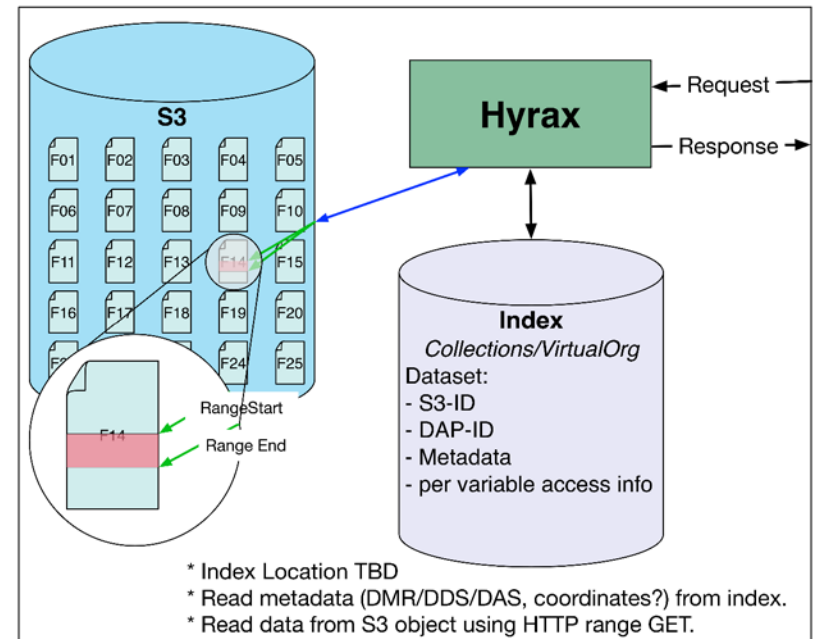 S3
F01 F02 F03 F04 F05
F06 F07 F08 F09 F10
F11 F12 F13 F14 F15
F16 F17 F18 F19 F20
F24 F25
F14
RangeStart
Range End
Hyrax
Request
Response
Index
Collections/VirtualOrg
Dataset:
- S3-ID
- DAP-ID
- Metadata
- per variable access info
* Index Location TBD
* Read metadata (DMR/DDS/DAS, coordinates?) from index.
* Read data from S3 object using HTTP range GET.